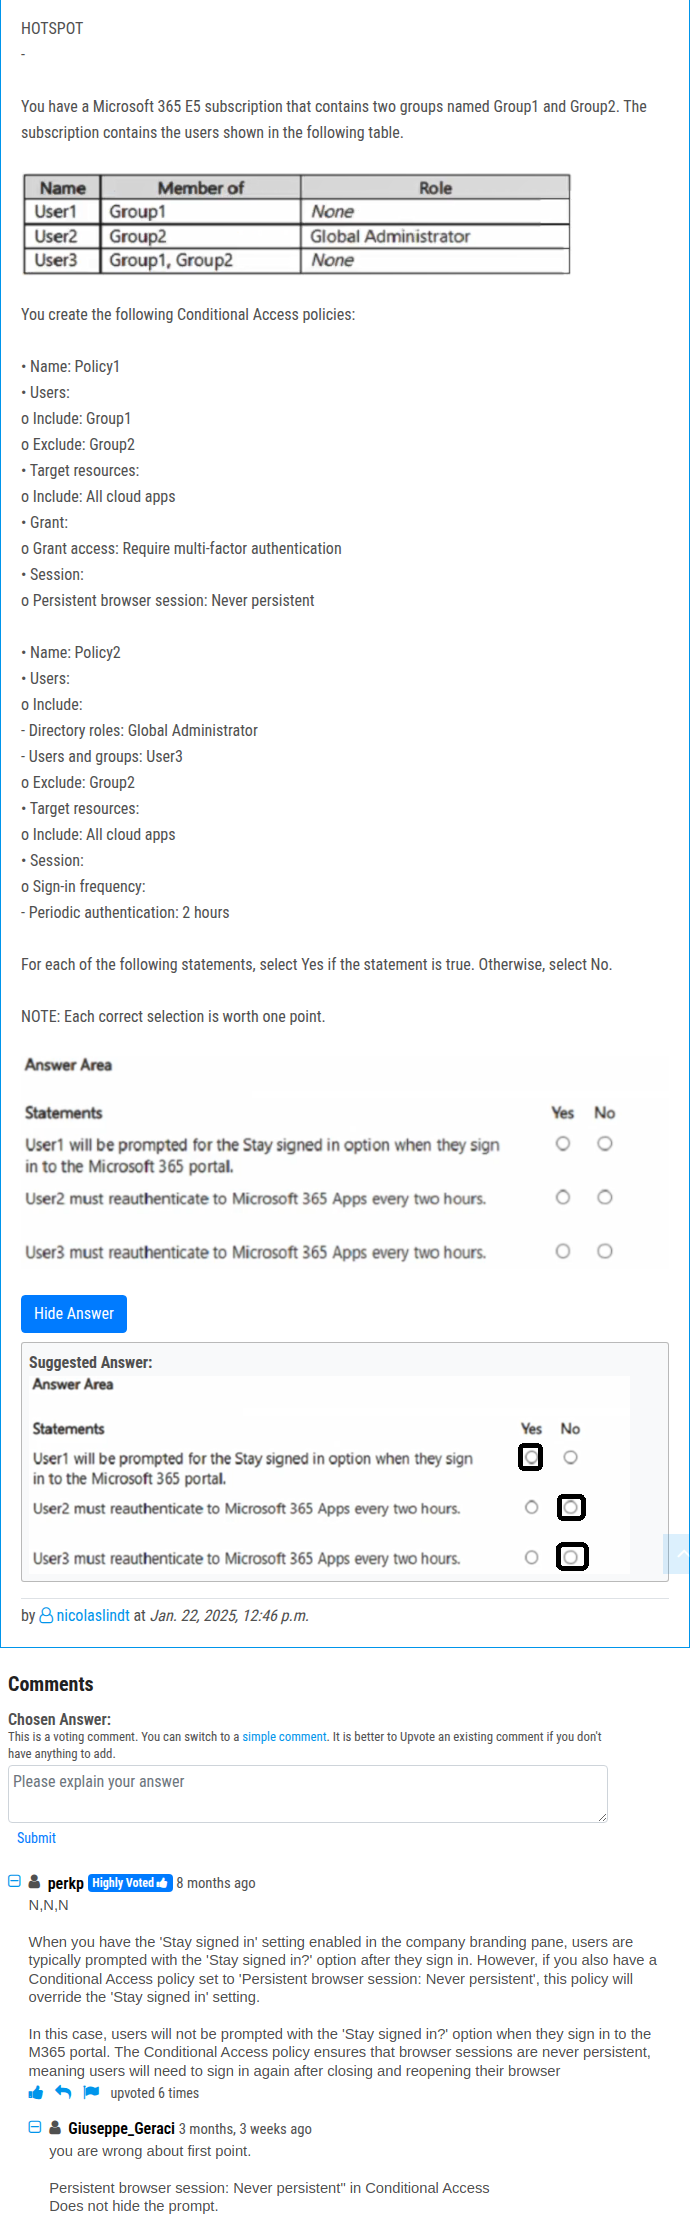 HOTSPOT
-
You have a Microsoft 365 E5 subscription that contains two groups named Group1 and Group2. The
subscription contains the users shown in the following table.
Name Member of Role
User1 Group1 None
User2 Group2 Global Administrator
User3 Group1, Group2 None
You create the following Conditional Access policies:
• Name: Policy1
• Users:
o Include: Group1
o Exclude: Group2
• Target resources:
o Include: All cloud apps
• Grant:
o Grant access: Require multi-factor authentication
• Session:
o Persistent browser session: Never persistent
• Name: Policy2
• Users:
o Include:
- Directory roles: Global Administrator
- Users and groups: User3
o Exclude: Group2
• Target resources:
o Include: All cloud apps
• Session:
o Sign-in frequency:
- Periodic authentication: 2 hours
For each of the following statements, select Yes if the statement is true. Otherwise, select No.
NOTE: Each correct selection is worth one point.
Answer Area
Statements Yes No
User1 will be prompted for the Stay signed in option when they sign
in to the Microsoft 365 portal.
User2 must reauthenticate to Microsoft 365 Apps every two hours.
User3 must reauthenticate to Microsoft 365 Apps every two hours.
Hide Answer
Suggested Answer:
Answer Area
Statements Yes No
User1 will be prompted for the Stay signed in option when they sign
in to the Microsoft 365 portal.
User2 must reauthenticate to Microsoft 365 Apps every two hours.
User3 must reauthenticate to Microsoft 365 Apps every two hours.
by nicolaslindt at Jan. 22, 2025, 12:46 p.m.
Comments
Chosen Answer:
This is a voting comment. You can switch to a simple comment. It is better to Upvote an existing comment if you don't
have anything to add.
Please explain your answer
Submit
perkp Highly Voted 8 months ago
N,N,N
When you have the 'Stay signed in' setting enabled in the company branding pane, users are
typically prompted with the 'Stay signed in?' option after they sign in. However, if you also have a
Conditional Access policy set to 'Persistent browser session: Never persistent', this policy will
override the 'Stay signed in' setting.
In this case, users will not be prompted with the 'Stay signed in?' option when they sign in to the
M365 portal. The Conditional Access policy ensures that browser sessions are never persistent,
meaning users will need to sign in again after closing and reopening their browser
upvoted 6 times
Giuseppe_Geraci 3 months, 3 weeks ago
you are wrong about first point.
Persistent browser session: Never persistent" in Conditional Access
Does not hide the prompt.